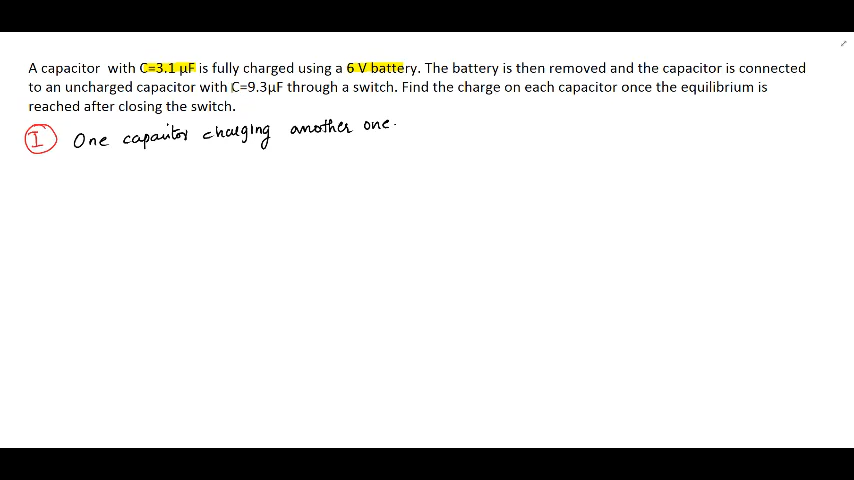 A capacitor with C=3.1 μF is fully charged using a 6 V battery. The battery is then removed and the capacitor is connected
to an uncharged capacitor with C=9.3μF through a switch. Find the charge on each capacitor once the equilibrium is
reached after closing the switch.
I One capacitor charging another one.